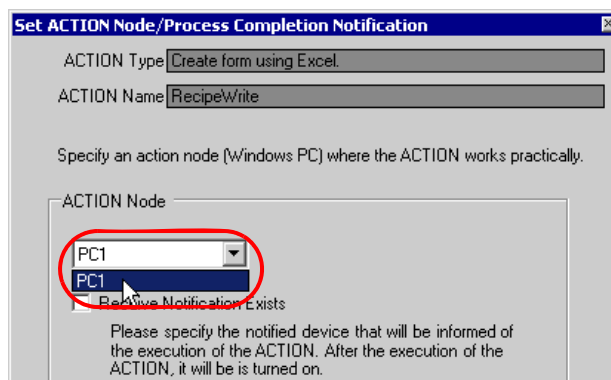 Set ACTION Node/Process Completion Notification
ACTION Type Create form using Excel.
ACTION Name RecipeWrite
Specify an action node (Windows PC) where the ACTION works practically.
ACTION Node
PC1
PC1
Receive Notification Exists
Please specify the notified device that will be informed of
the execution of the ACTION. After the execution of the
ACTION, it will be is turned on.